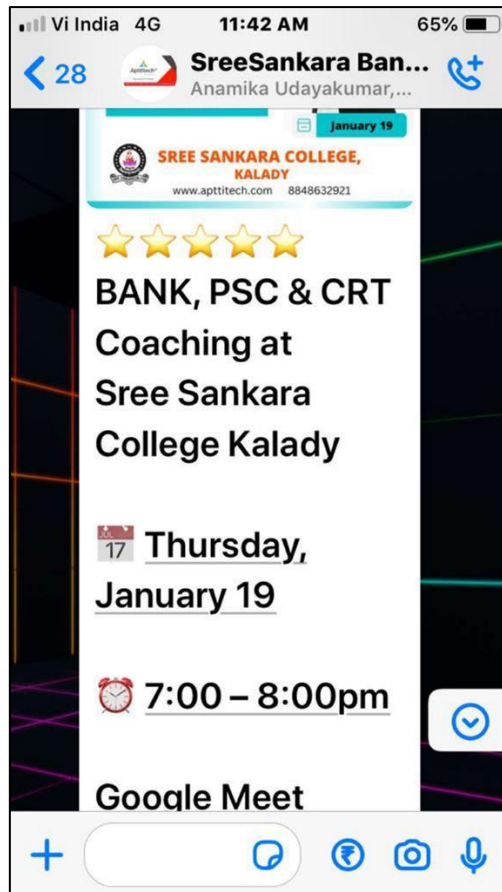 Vi India 4G 11:42 AM 65%
28 SreeSankara Ban...
Anamika Udayakumar,...
January 19
SREE SANKARA COLLEGE,
KALADY
www.apttitech.com 8848632921
BANK, PSC & CRT
Coaching at
Sree Sankara
College Kalady
JUL 17 Thursday,
January 19
7:00 – 8:00pm
Google Meet